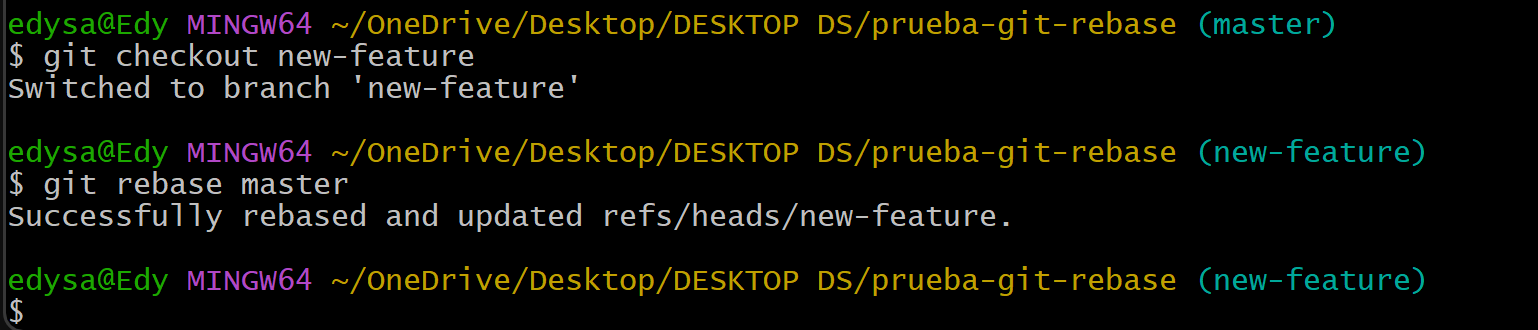 edysa@Edy MINGW64 ~/OneDrive/Desktop/DESKTOP DS/prueba-git-rebase (master)
$ git checkout new-feature
Switched to branch 'new-feature'
edysa@Edy MINGW64 ~/OneDrive/Desktop/DESKTOP DS/prueba-git-rebase (new-feature)
$ git rebase master
Successfully rebased and updated refs/heads/new-feature.
edysa@Edy MINGW64 ~/OneDrive/Desktop/DESKTOP DS/prueba-git-rebase (new-feature)
$